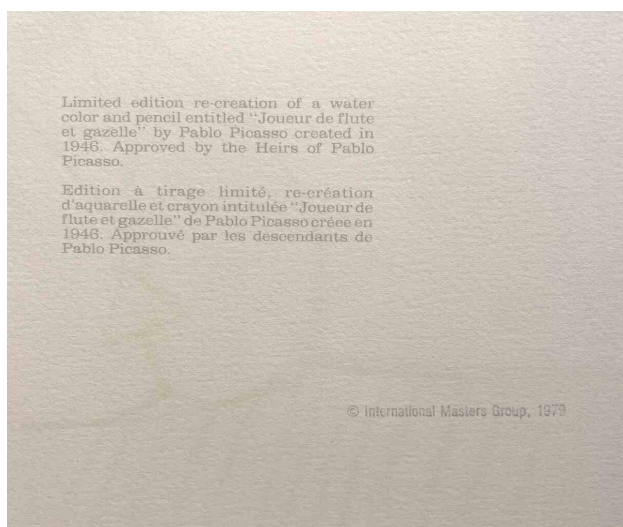 Limited edition re-creation of a water
color and pencil entitled "Joueur de flute
et gazelle" by Pablo Picasso created in
1946. Approved by the Heirs of Pablo
Picasso.
Edition à tirage limité, re-création
d'aquarelle et crayon intitulée "Joueur de
flute et gazelle" de Pablo Picasso créee en
1946. Approuvé par les descendants de
Pablo Picasso.
© International Masters Group, 1979